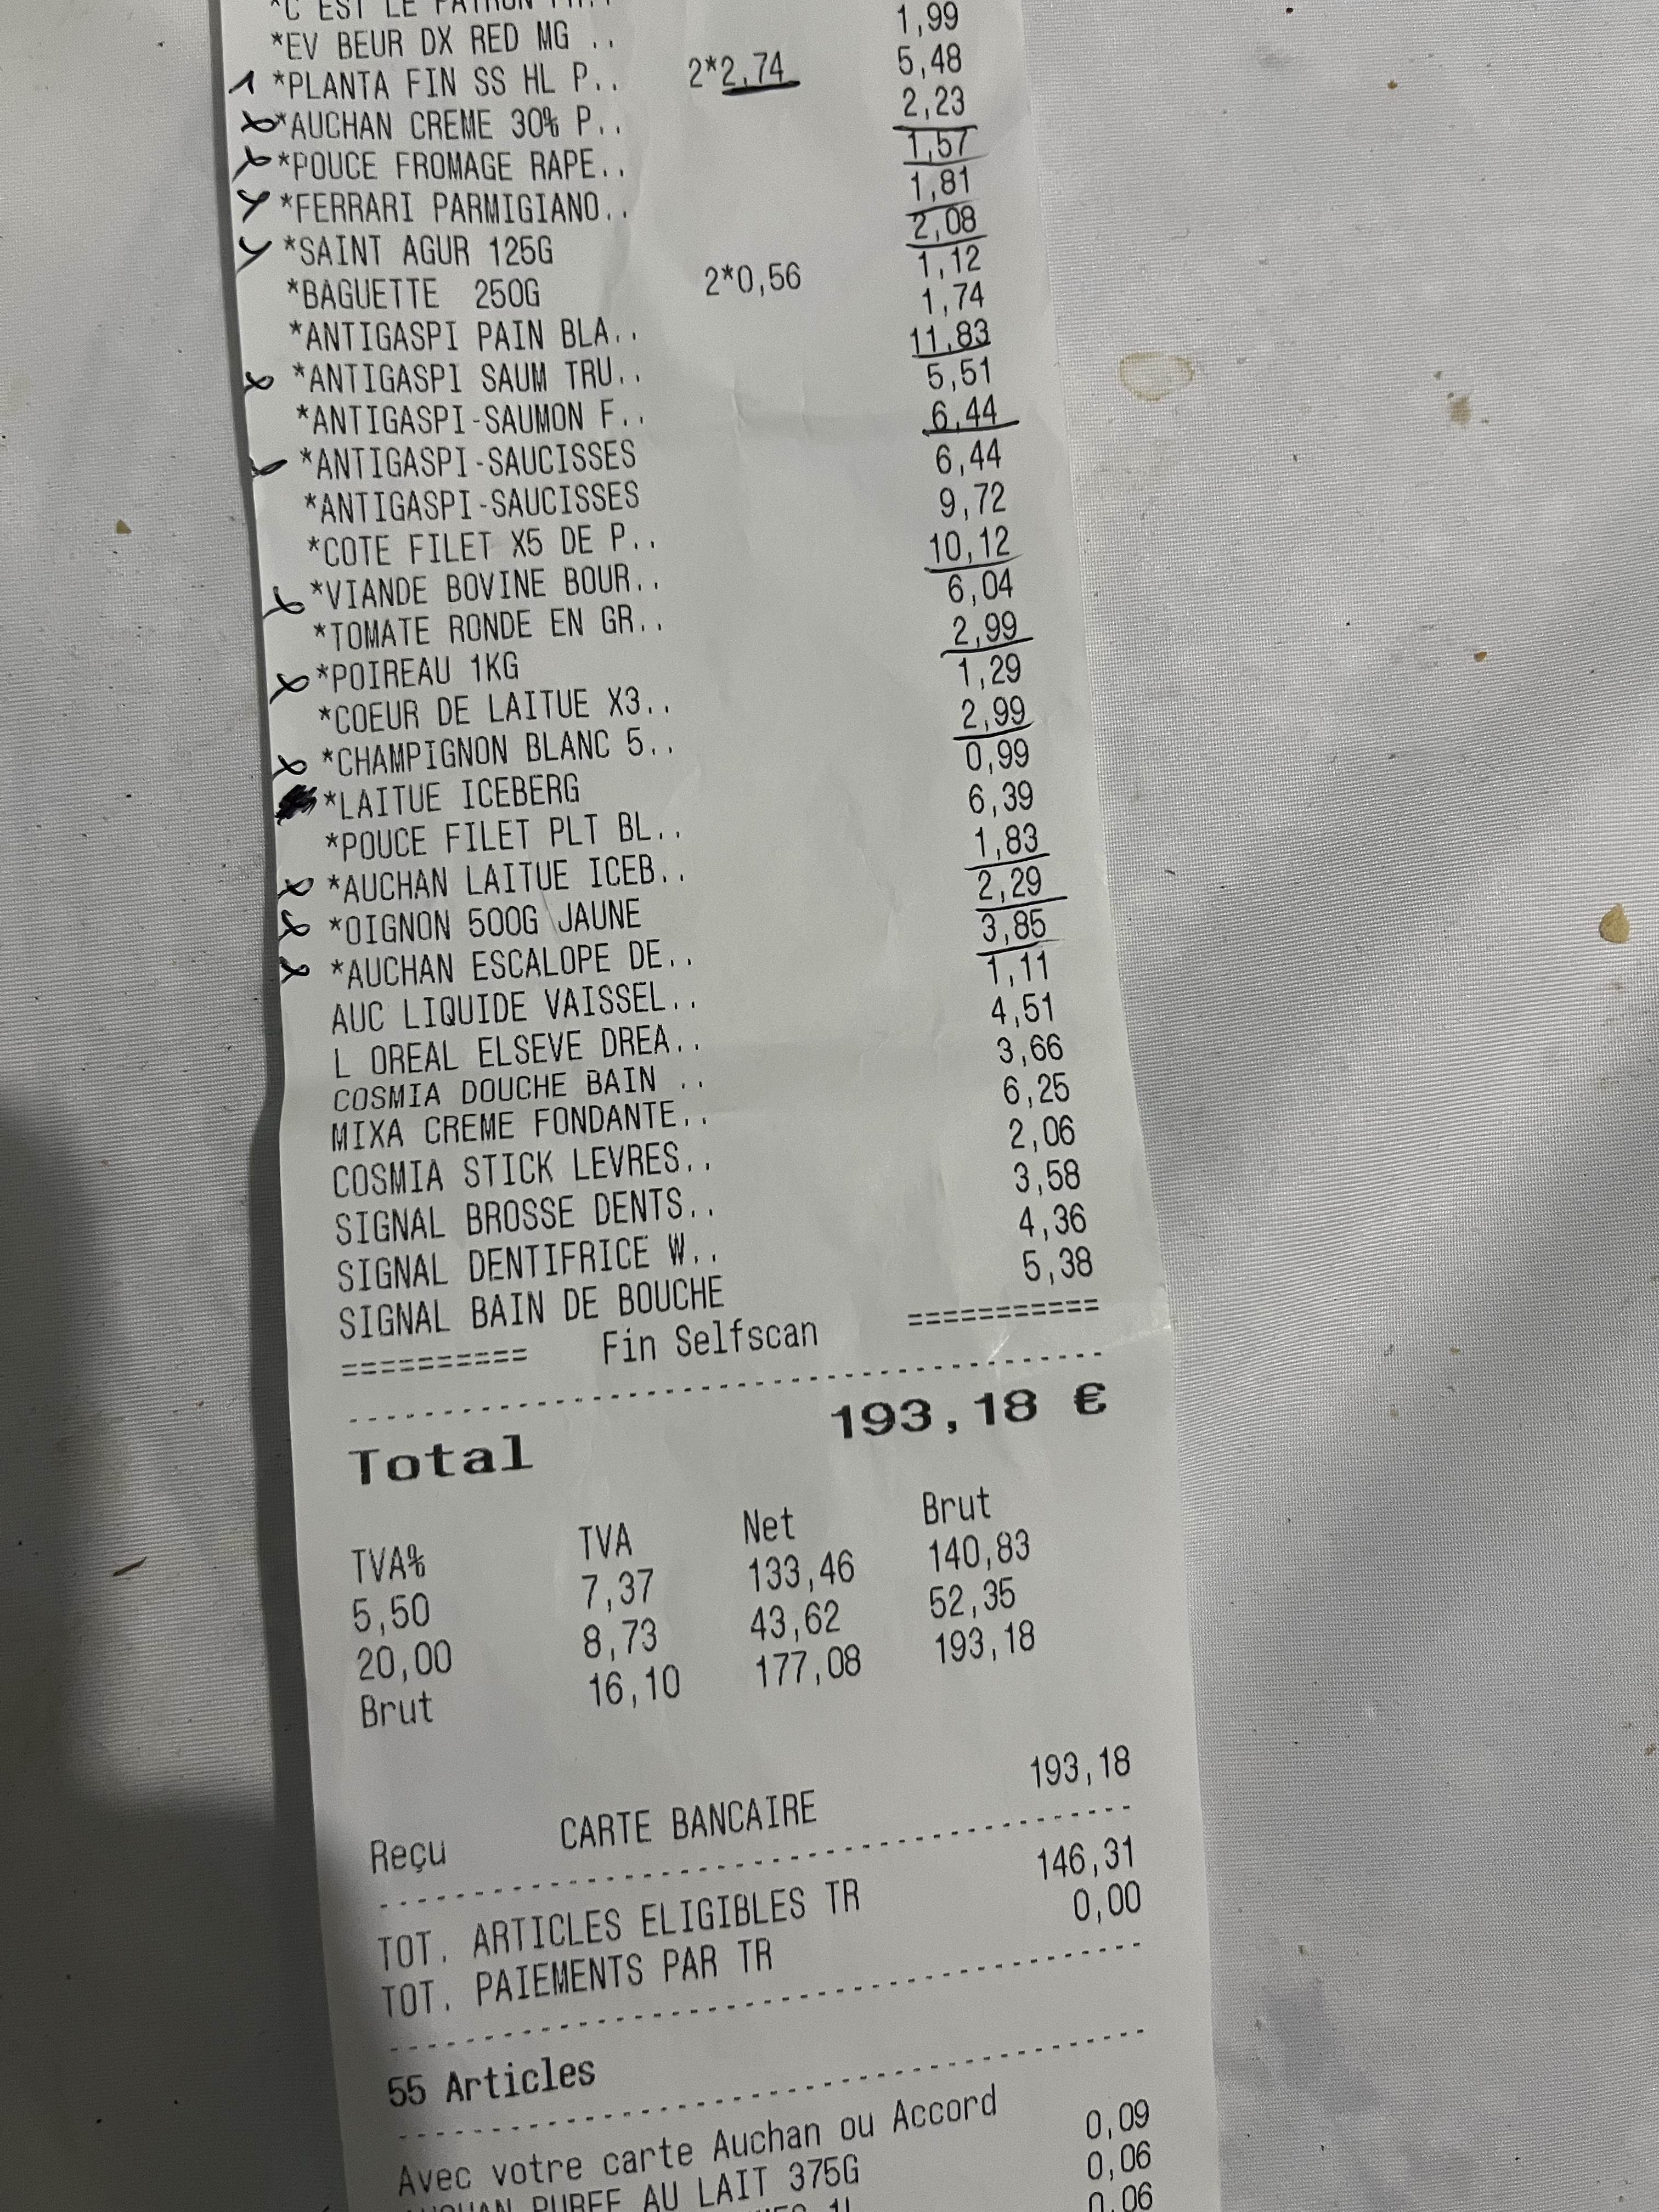 *C EST LE PATRON
*EV BEUR DX RED MG .. 1,99
*PLANTA FIN SS HL P.. 2*2,74 5,48
*AUCHAN CREME 30% P.. 2,23
*POUCE FROMAGE RAPE.. 1,57
*FERRARI PARMIGIANO.. 1,81
*SAINT AGUR 125G 2,08
*BAGUETTE 250G 2*0,56 1,12
*ANTIGASPI PAIN BLA.. 1,74
*ANTIGASPI SAUM TRU.. 11,83
*ANTIGASPI-SAUMON F.. 5,51
*ANTIGASPI-SAUCISSES 6,44
*ANTIGASPI-SAUCISSES 6,44
*COTE FILET X5 DE P.. 9,72
*VIANDE BOVINE BOUR.. 10,12
*TOMATE RONDE EN GR.. 6,04
*POIREAU 1KG 2,99
*COEUR DE LAITUE X3.. 1,29
*CHAMPIGNON BLANC 5.. 2,99
*LAITUE ICEBERG 0,99
*POUCE FILET PLT BL.. 6,39
*AUCHAN LAITUE ICEB.. 1,83
*OIGNON 500G JAUNE 2,29
*AUCHAN ESCALOPE DE.. 3,85
AUC LIQUIDE VAISSEL.. 1,11
L OREAL ELSEVE DREA.. 4,51
COSMIA DOUCHE BAIN .. 3,66
MIXA CREME FONDANTE.. 6,25
COSMIA STICK LEVRES.. 2,06
SIGNAL BROSSE DENTS.. 3,58
SIGNAL DENTIFRICE W.. 4,36
SIGNAL BAIN DE BOUCHE 5,38
========== Fin Selfscan ===========
Total 193,18 €
TVA% TVA Net Brut
5,50 7,37 133,46 140,83
20,00 8,73 43,62 52,35
Brut 16,10 177,08 193,18
Reçu CARTE BANCAIRE 193,18
TOT. ARTICLES ELIGIBLES TR 146,31
TOT. PAIEMENTS PAR TR 0,00
55 Articles
Avec votre carte Auchan ou Accord
AUCHAN PUREE AU LAIT 375G 0,09
1L 0,06
0,06